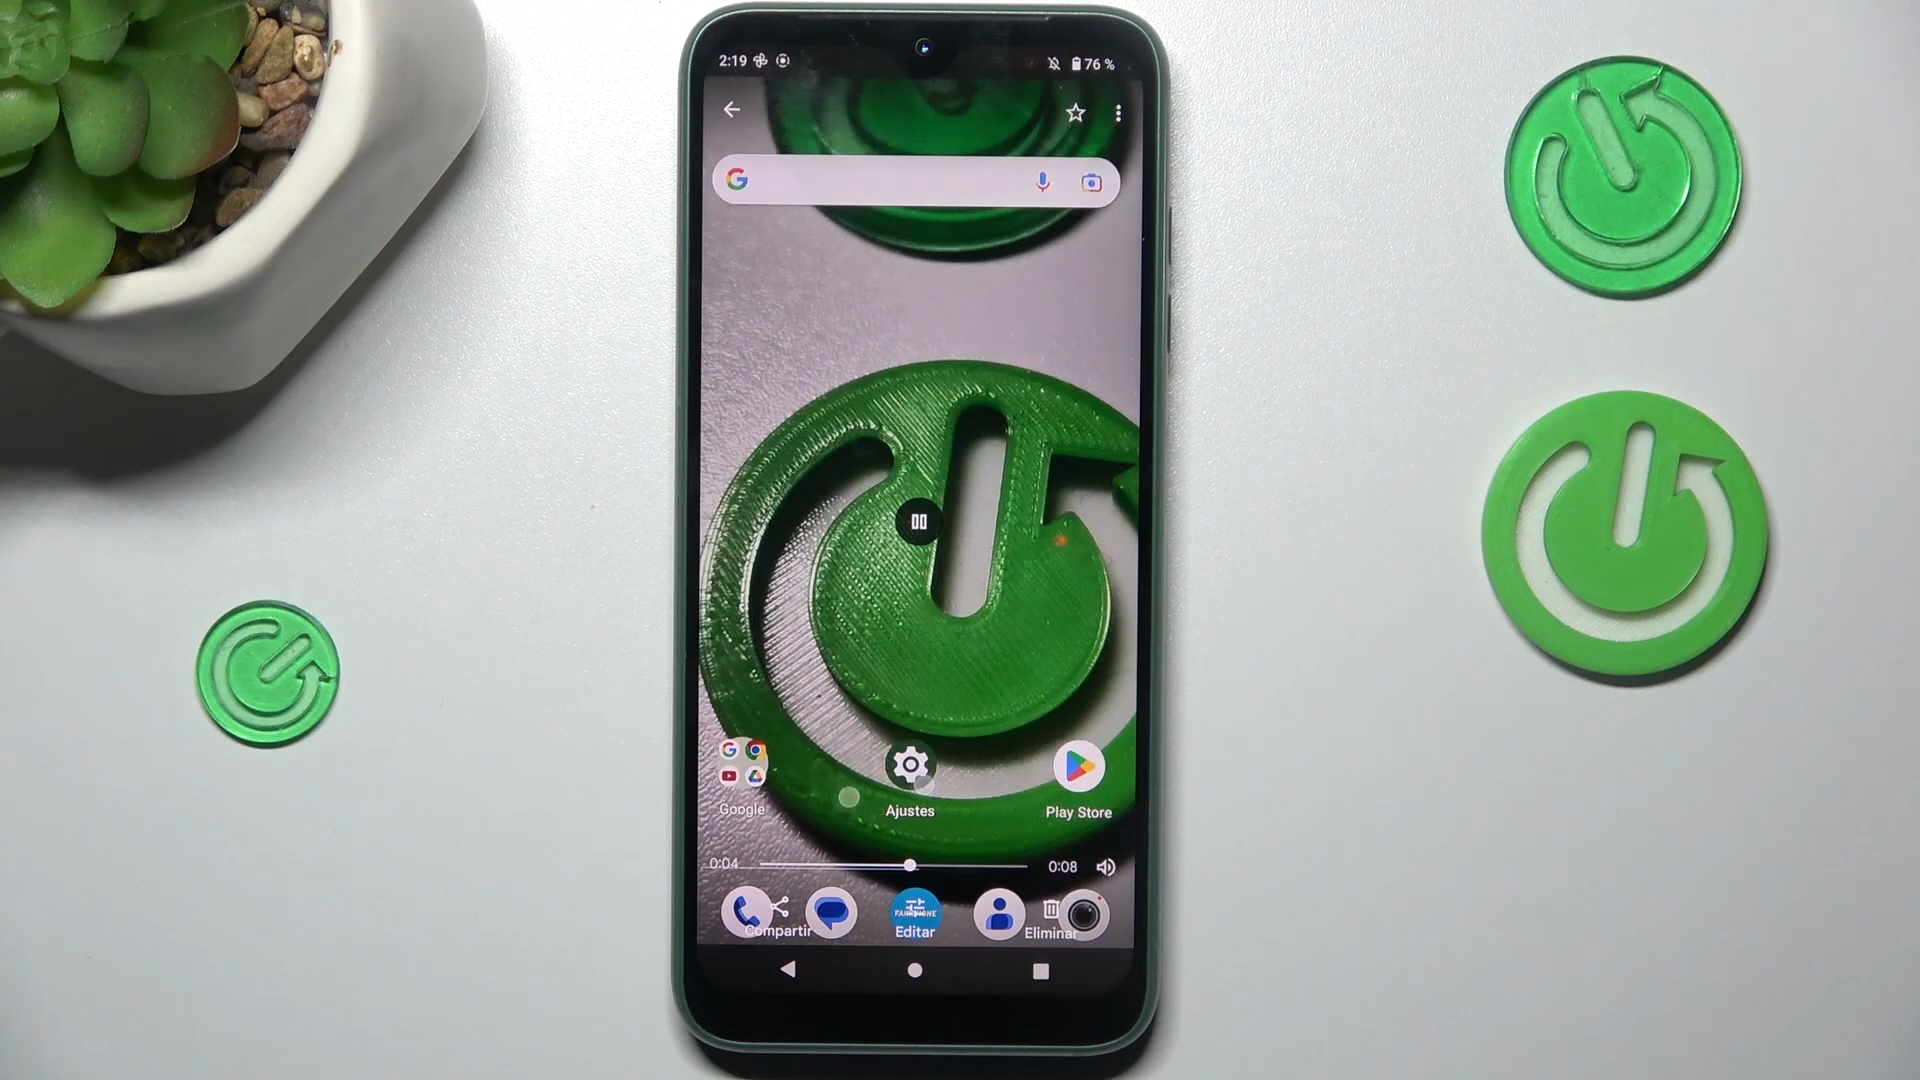 2:19
76 %
Google
Ajustes
Play Store
0:04
0:08
Compartir
Editar
Eliminar